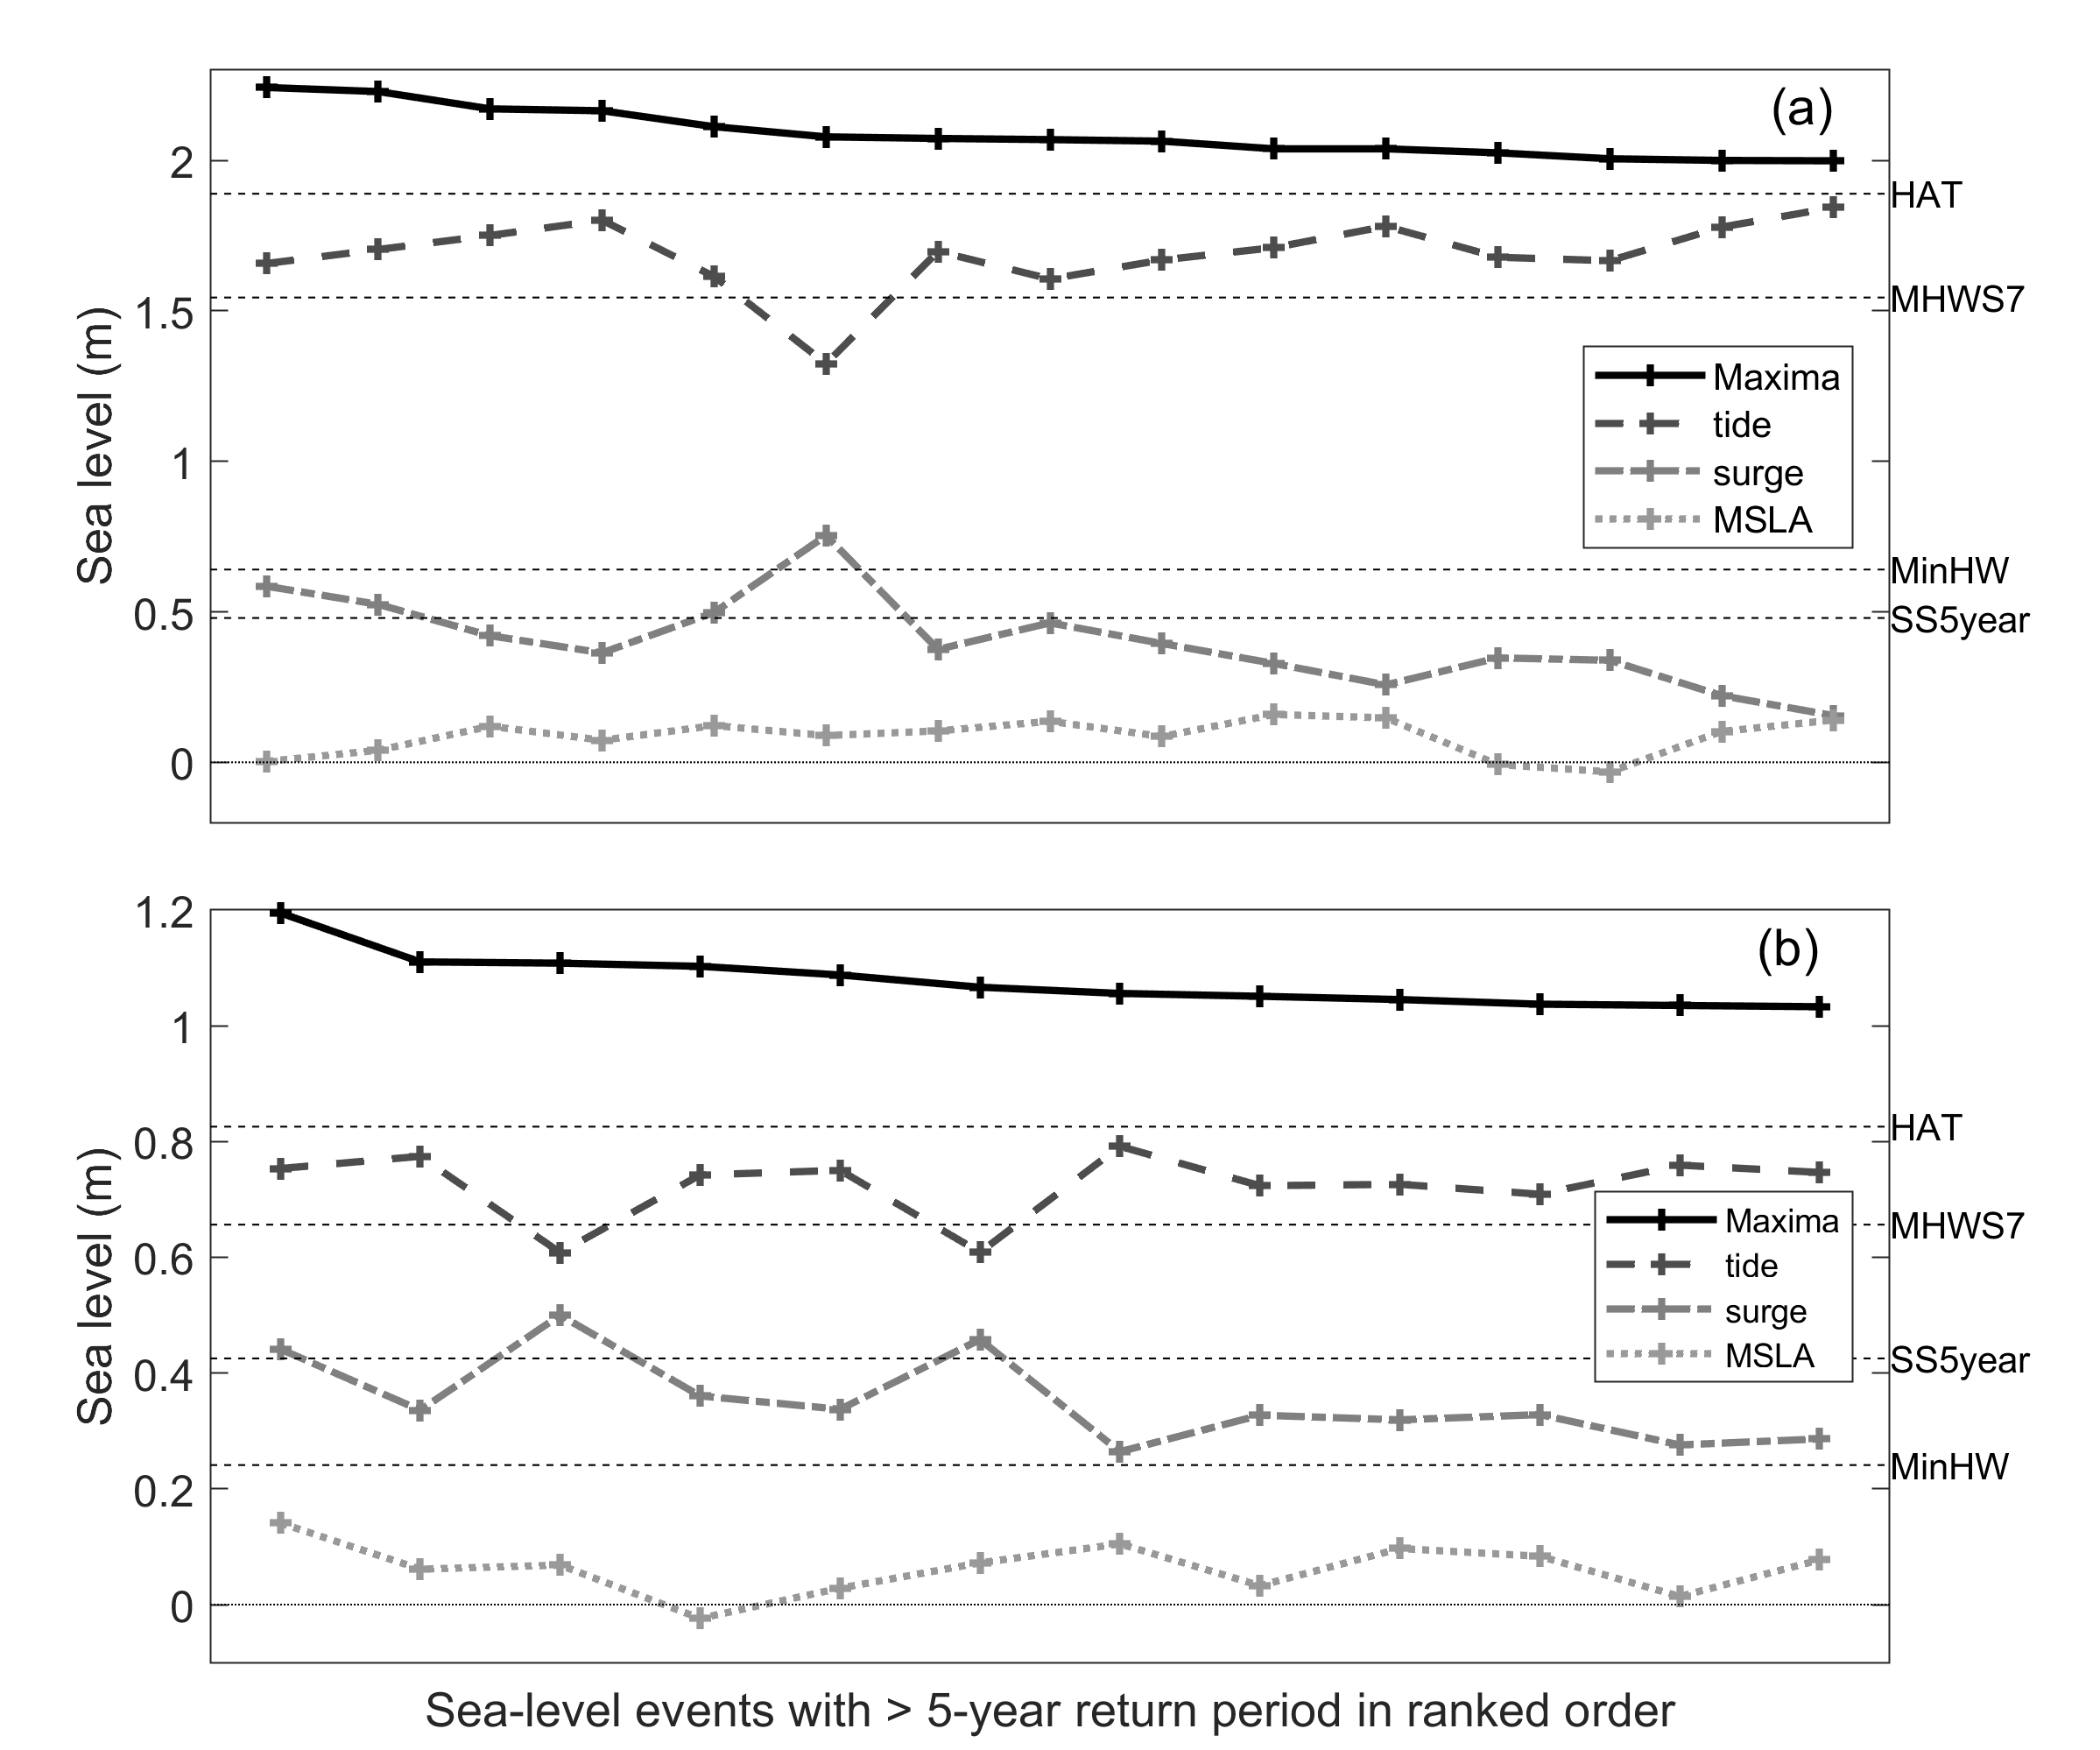 (a)
2
HAT
1.5
MHWS7
Sea level (m)
Maxima
tide
1
surge
MSLA
MinHW
0.5
SS5year
0
1.2
(b)
1
HAT
0.8
Sea level (m)
Maxima
MHWS7
0.6
tide
surge
0.4
MSLA
SS5year
MinHW
0.2
0
Sea-level events with > 5-year return period in ranked order